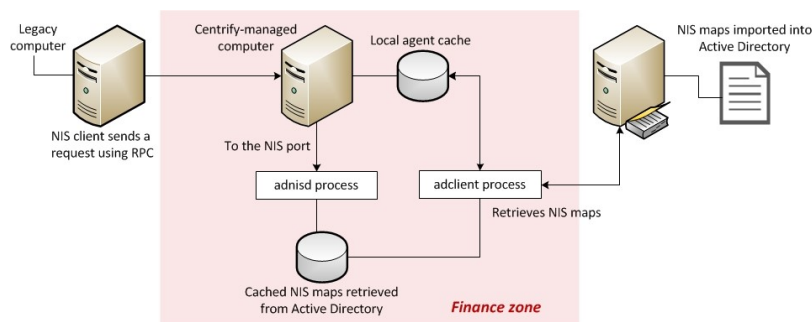 Legacy
computer
Centrify-managed
computer
Local agent cache
NIS maps imported into
Active Directory
NIS client sends a
request using RPC
To the NIS port
adnisd process
adclient process
Retrieves NIS maps
Cached NIS maps retrieved
from Active Directory
Finance zone